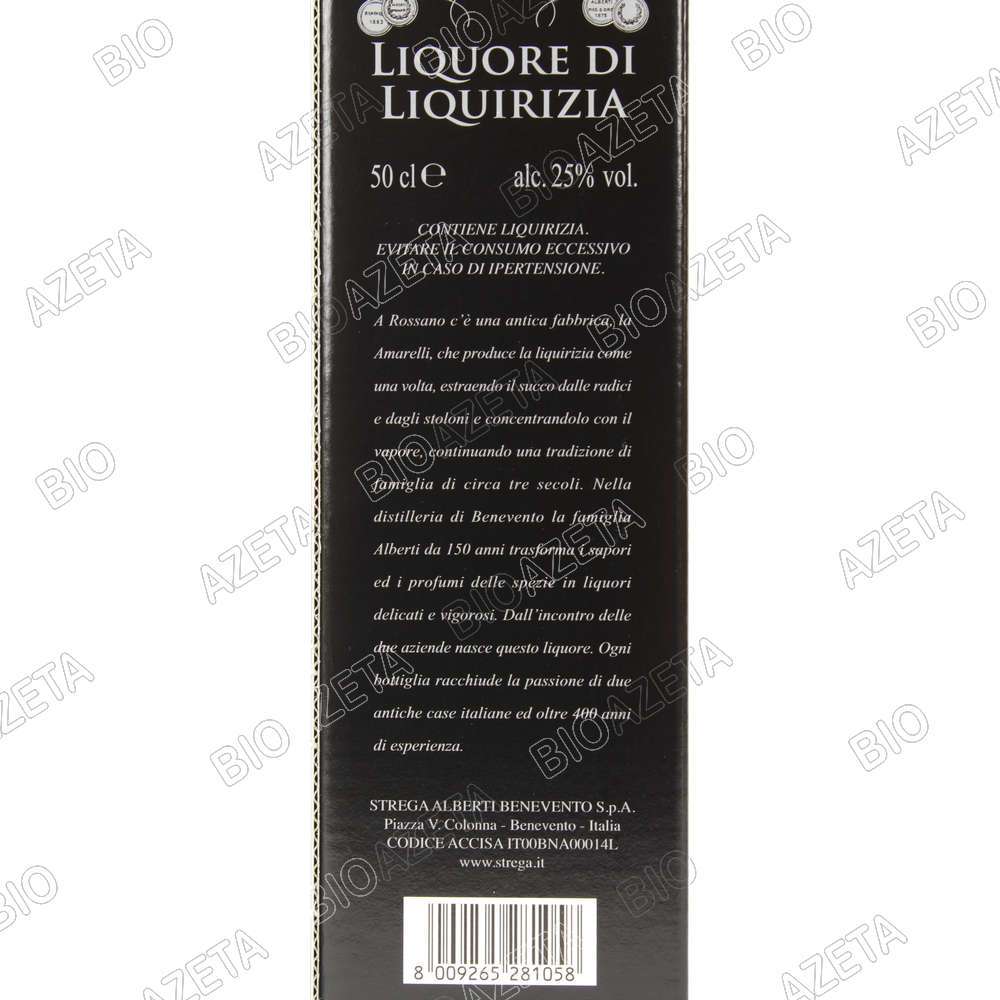 LIQUORE DI
LIQUIRIZIA
50 cl e alc. 25% vol.
CONTIENE LIQUIRIZIA.
EVITARE IL CONSUMO ECCESSIVO
IN CASO DI IPERTENSIONE.
A Rossano c'è una antica fabbrica, la
Amarelli, che produce la liquirizia come
una volta, estraendo il succo dalle radici
e dagli stoloni e concentrandolo con il
vapore, continuando una tradizione di
famiglia di circa tre secoli. Nella
distilleria di Benevento la famiglia
Alberti da 150 anni trasforma i sapori
ed i profumi delle spezie in liquori
delicati e vigorosi. Dall'incontro delle
due aziende nasce questo liquore. Ogni
bottiglia racchiude la passione di due
antiche case italiane ed oltre 400 anni
di esperienza.
STREGA ALBERTI BENEVENTO S.p.A.
Piazza V. Colonna - Benevento - Italia
CODICE ACCISA IT00BNA00014L
www.strega.it
8 009265 281058
BIO AZETA